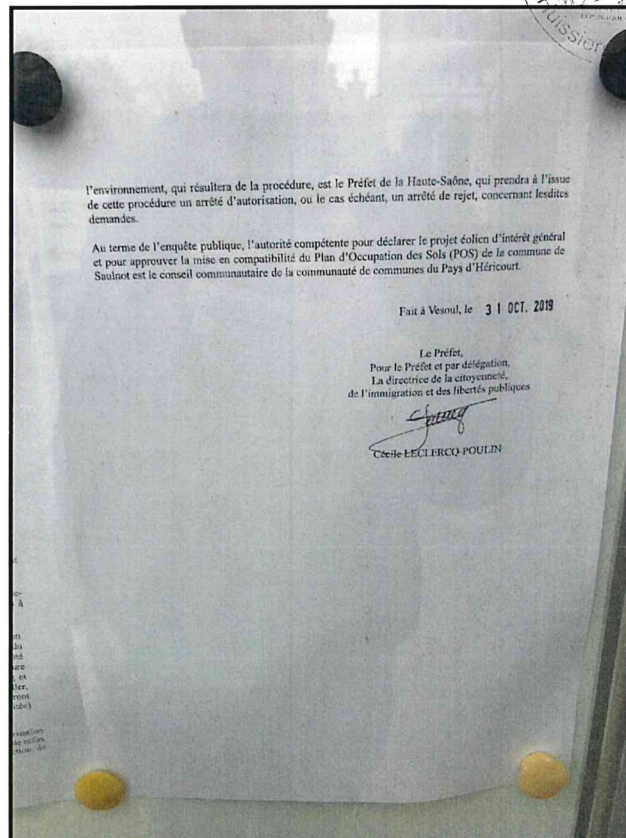 huissier
l'environnement, qui résultera de la procédure, est le Préfet de la Haute-Saône, qui prendra à l'issue
de cette procédure un arrêté d'autorisation, ou le cas échéant, un arrêté de rejet, concernant lesdites
demandes.
Au terme de l'enquête publique, l'autorité compétente pour déclarer le projet éolien d'intérêt général
et pour approuver la mise en compatibilité du Plan d'Occupation des Sols (POS) de la commune de
Saulnot est le conseil communautaire de la communauté de communes du Pays d'Héricourt.
Fait à Vesoul, le 31 OCT. 2019
Le Préfet,
Pour le Préfet et par délégation,
La directrice de la citoyenneté,
de l'immigration et des libertés publiques
Cécile LECLERCQ-POULIN